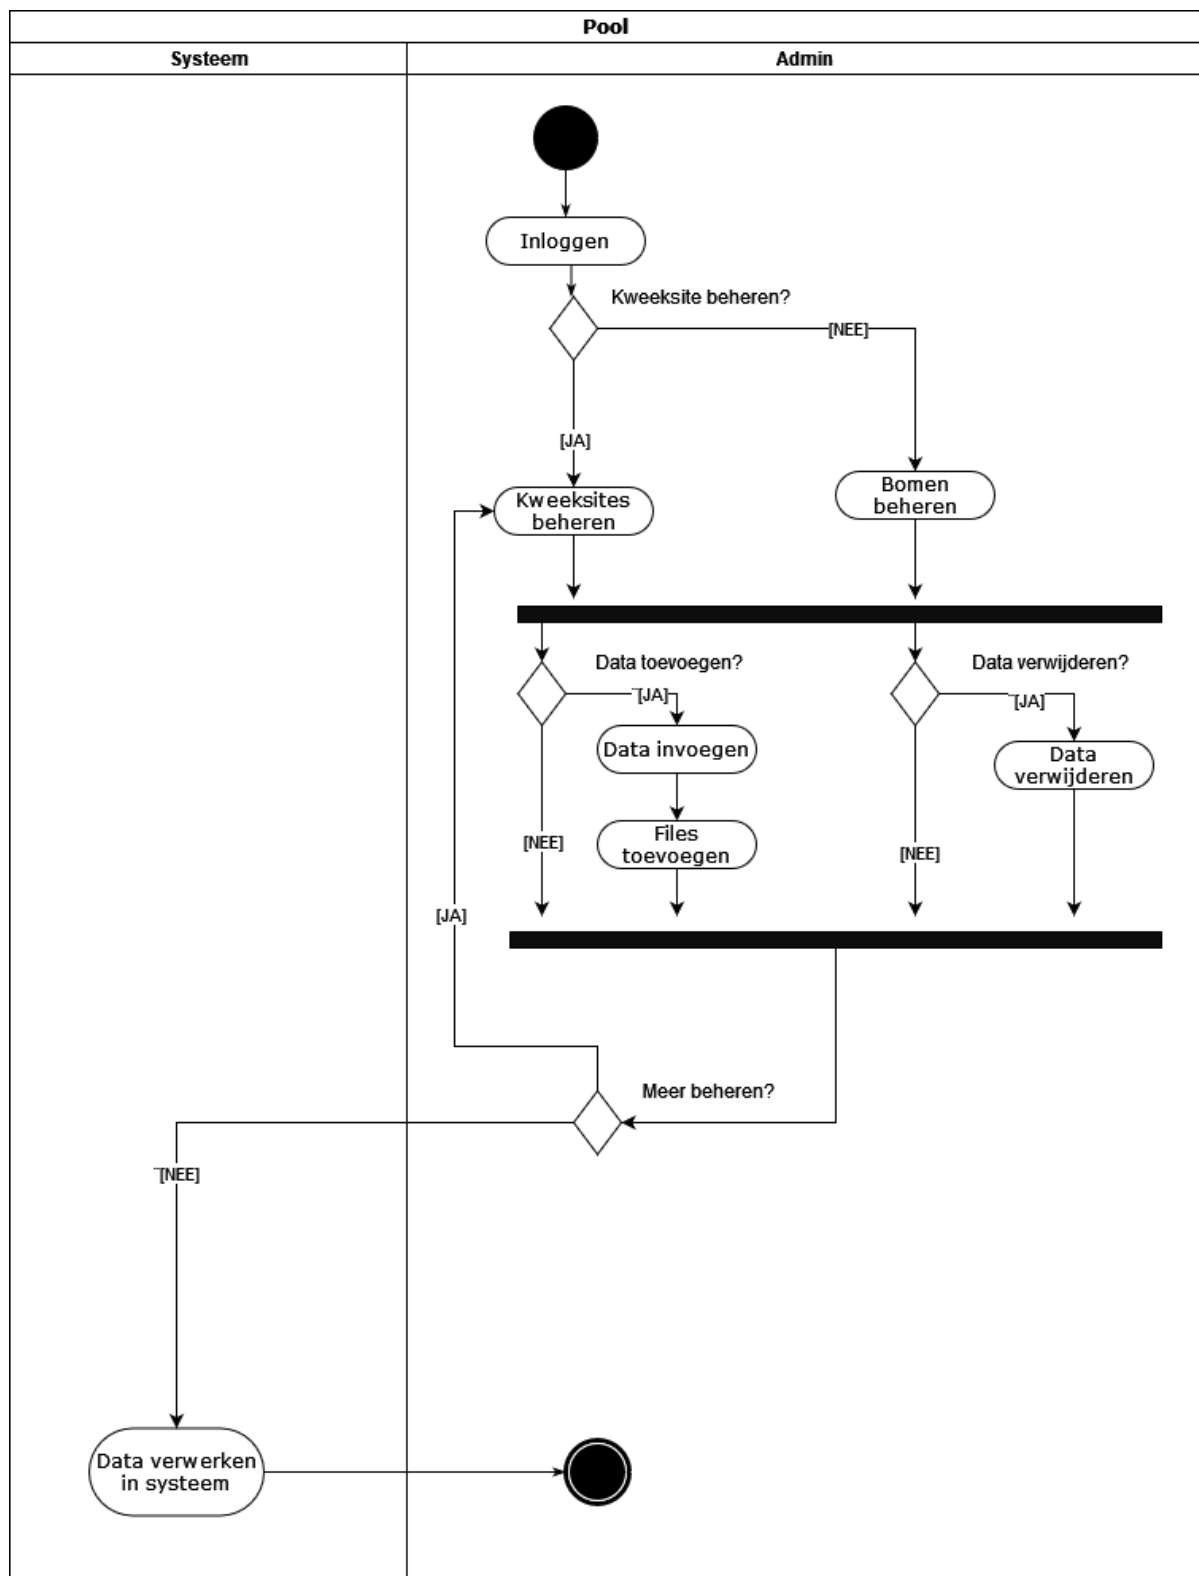 Pool
Systeem
Admin
Inloggen
Kweeksite beheren?
[NEE]
[JA]
Kweeksites
beheren
Bomen
beheren
Data toevoegen?
Data verwijderen?
[JA]
[JA]
Data invoegen
Data
verwijderen
Files
toevoegen
[NEE]
[NEE]
[JA]
Meer beheren?
[NEE]
Data verwerken
in systeem